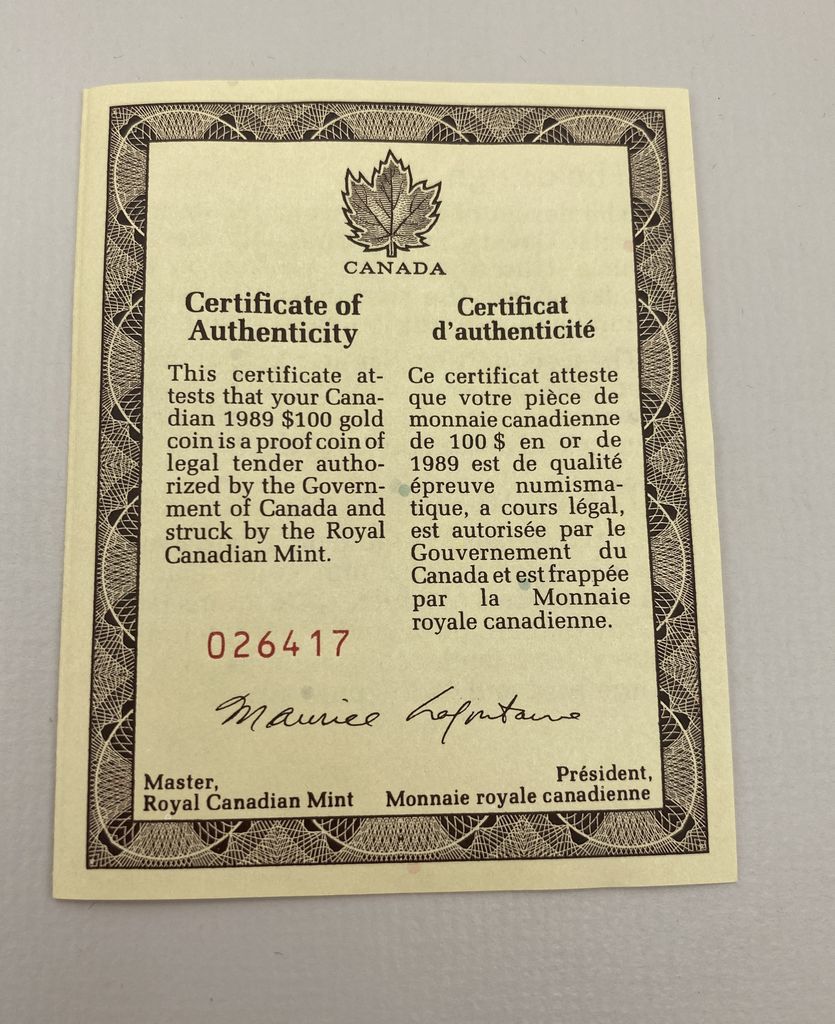 CANADA
Certificate of
Authenticity
This certificate at-
tests that your Cana-
dian 1989 $100 gold
coin is a proof coin of
legal tender autho-
rized by the Govern-
ment of Canada and
struck by the Royal
Canadian Mint.
Certificat
d'authenticité
Ce certificat atteste
que votre pièce de
monnaie canadienne
de 100 $ en or de
1989 est de qualité
épreuve numisma-
tique, a cours légal,
est autorisée par le
Gouvernement du
Canada et est frappée
par la Monnaie
royale canadienne.
026417
Maurice Lafontaine
Master,
Royal Canadian Mint
Président,
Monnaie royale canadienne